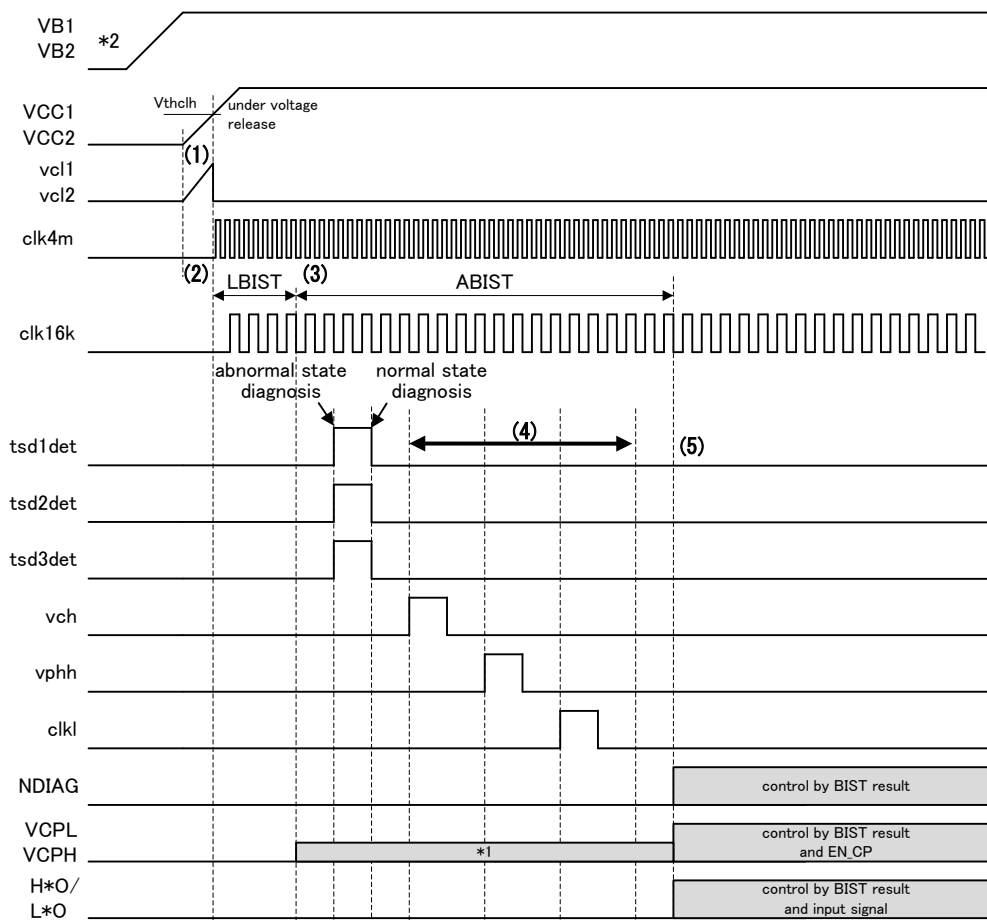 VB1
VB2
*2
Vthclh
under voltage
release
VCC1
VCC2
(1)
vcl1
vcl2
clk4m
(2)
LBIST
(3)
ABIST
clk16k
abnormal state
diagnosis
normal state
diagnosis
(4)
tsd1det
(5)
tsd2det
tsd3det
vch
vphh
clkl
NDIAG
control by BIST result
VCPL
VCPH
*1
control by BIST result
and EN_CP
H*O/
L*O
control by BIST result
and input signal